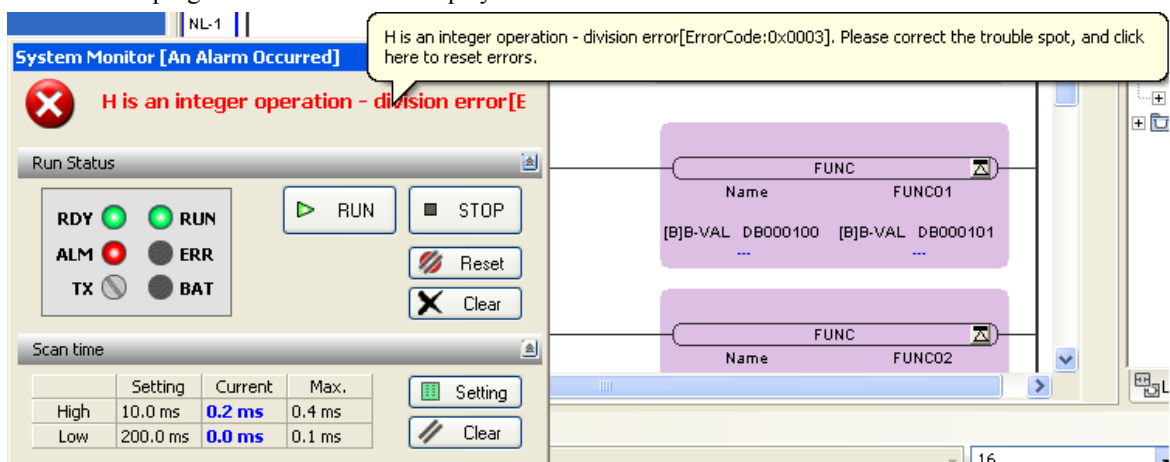 NL-1
H is an integer operation - division error[ErrorCode:0x0003]. Please correct the trouble spot, and click
here to reset errors.
System Monitor [An Alarm Occurred]
H is an integer operation - division error[E
Run Status
RDY RUN
ALM ERR
TX BAT
RUN
STOP
Reset
Clear
FUNC
Name FUNC01
[B]B-VAL DB000100 [B]B-VAL DB000101
--- ---
FUNC
Name FUNC02
Scan time
Setting Current Max.
High 10.0 ms 0.2 ms 0.4 ms
Low 200.0 ms 0.0 ms 0.1 ms
Setting
Clear
L
16